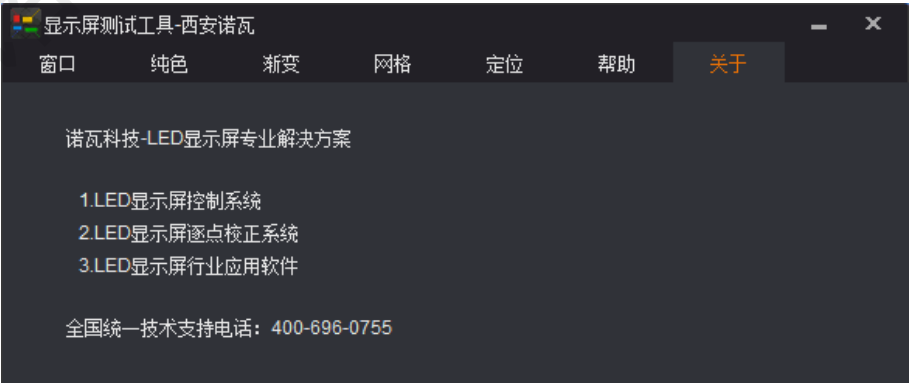 显示屏测试工具-西安诺瓦
窗口 纯色 渐变 网格 定位 帮助 关于
诺瓦科技-LED显示屏专业解决方案
1.LED显示屏控制系统
2.LED显示屏逐点校正系统
3.LED显示屏行业应用软件
全国统一技术支持电话：400-696-0755